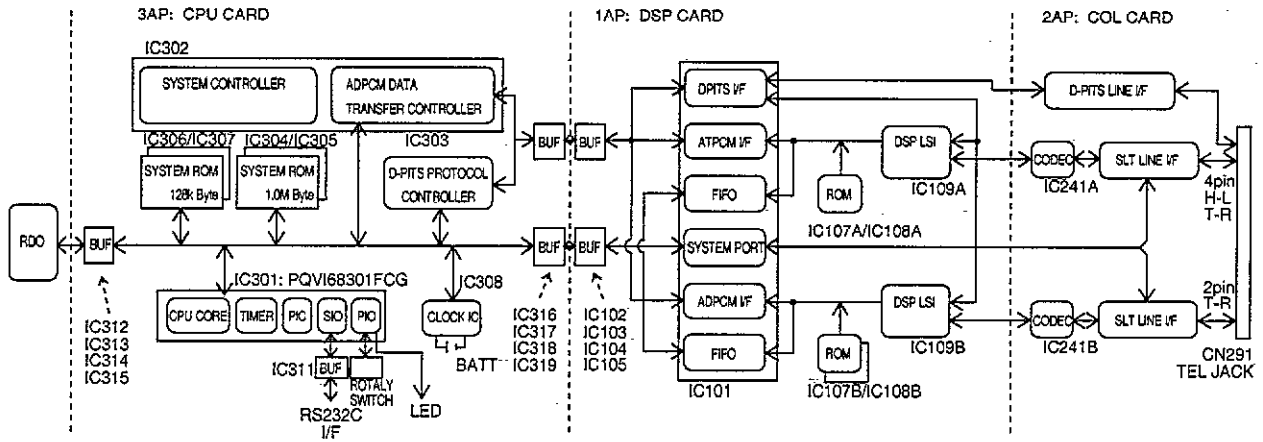 3AP: CPU CARD
1AP: DSP CARD
2AP: COL CARD
IC302
SYSTEM CONTROLLER
ADPCM DATA
TRANSFER CONTROLLER
IC306/IC307
IC304/IC305
IC303
SYSTEM ROM
128k Byte
SYSTEM ROM
1.0M Byte
D-PITS PROTOCOL
CONTROLLER
RDO
BUF
BUF
BUF
BUF
BUF
IC312
IC313
IC314
IC315
IC301: PQVI68301FCG
CPU CORE
TIMER
PIC
SIO
PIO
IC308
CLOCK IC
BATT
IC311
BUF
ROTALY
SWITCH
RS232C
I/F
LED
IC316
IC317
IC318
IC319
IC102
IC103
IC104
IC105
DPITS I/F
ATPCM I/F
FIFO
SYSTEM PORT
ADPCM I/F
FIFO
IC101
ROM
IC107A/IC108A
DSP LSI
IC109A
ROM
IC107B/IC108B
DSP LSI
IC109B
D-PITS LINE I/F
CODEC
IC241A
SLT LINE I/F
4pin
H-L
T-R
CODEC
IC241B
SLT LINE I/F
2pin
T-R
CN291
TEL JACK